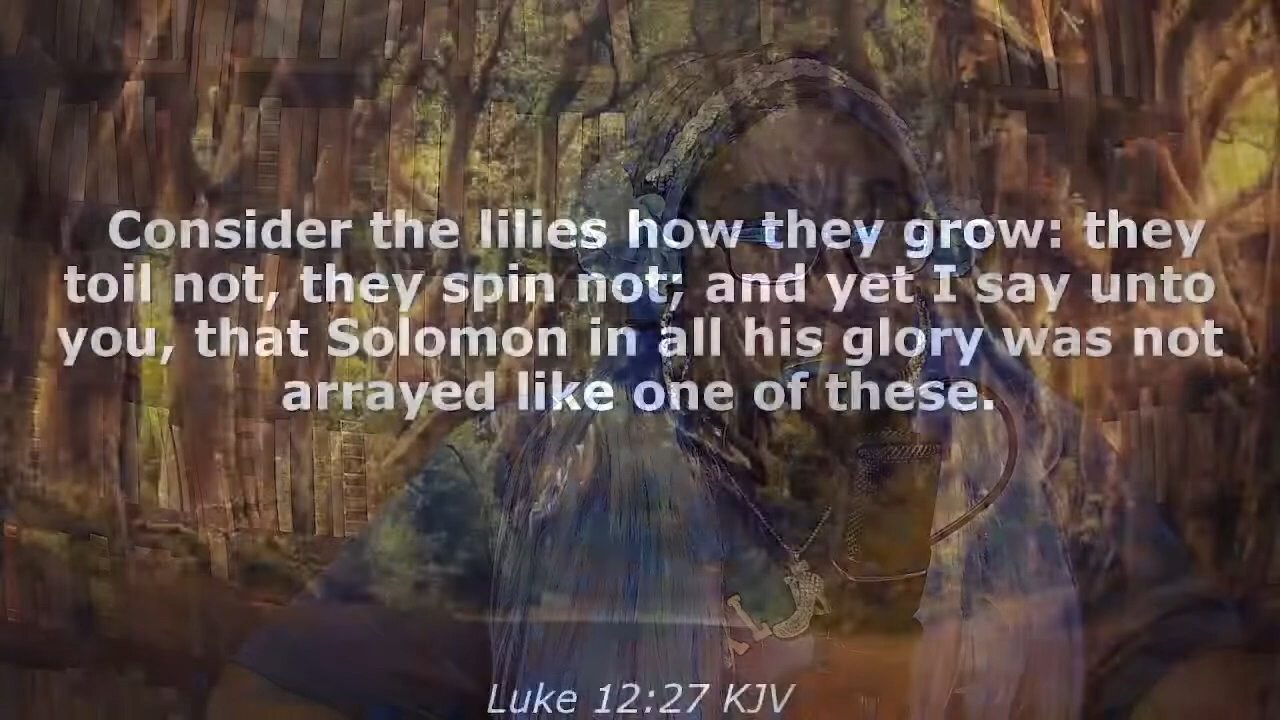 Consider the lilies how they grow: they
toil not, they spin not; and yet I say unto
you, that Solomon in all his glory was not
arrayed like one of these.
Luke 12:27 KJV